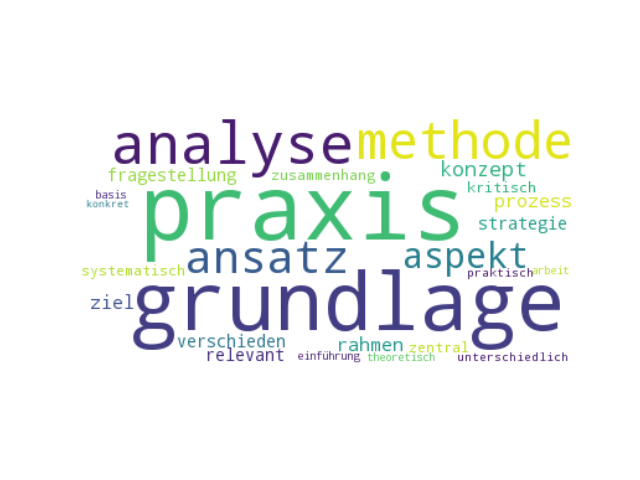 analyse methode
fragestellung zusammenhang konzept
basis praxis kritisch
konkret prozess
strategie
ansatz aspekt
systematisch praktisch arbeit
ziel grundlage
verschieden rahmen zentral
relevant einführung theoretisch unterschiedlich